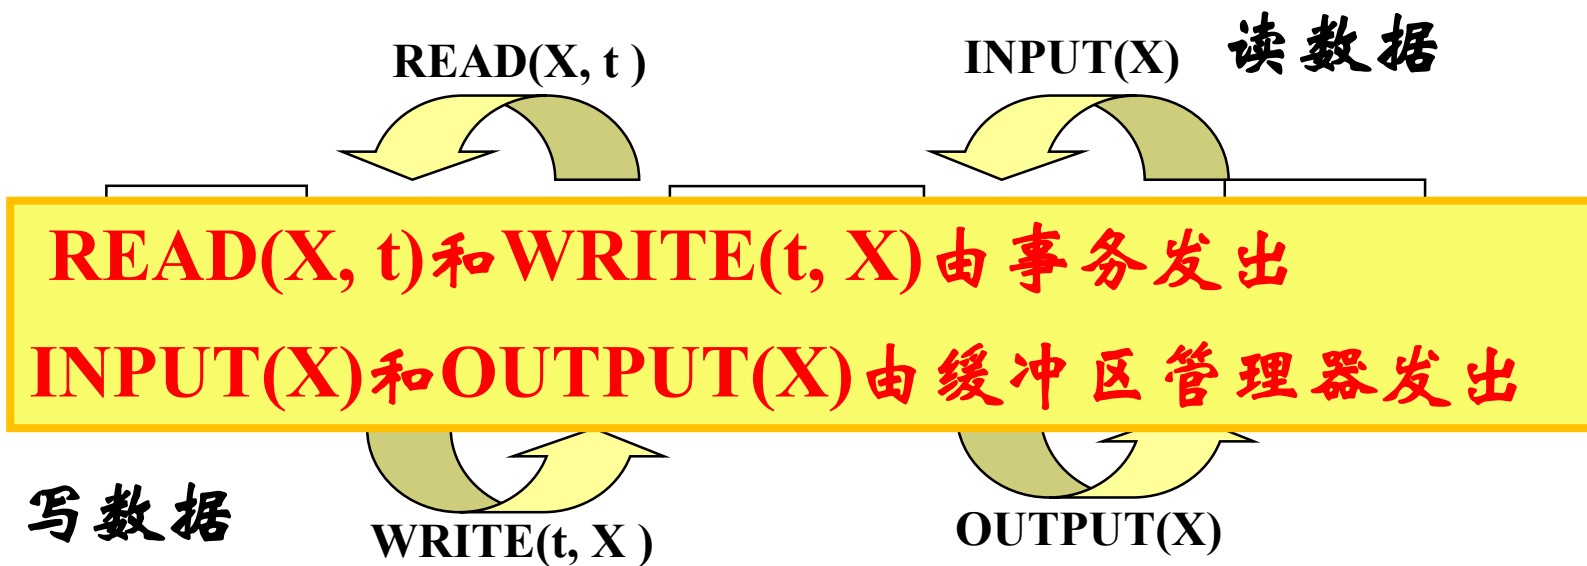 READ(X, t )
INPUT(X)
读数据
READ(X, t)和WRITE(t, X)由事务发出
INPUT(X)和OUTPUT(X)由缓冲区管理器发出
写数据
WRITE(t, X )
OUTPUT(X)